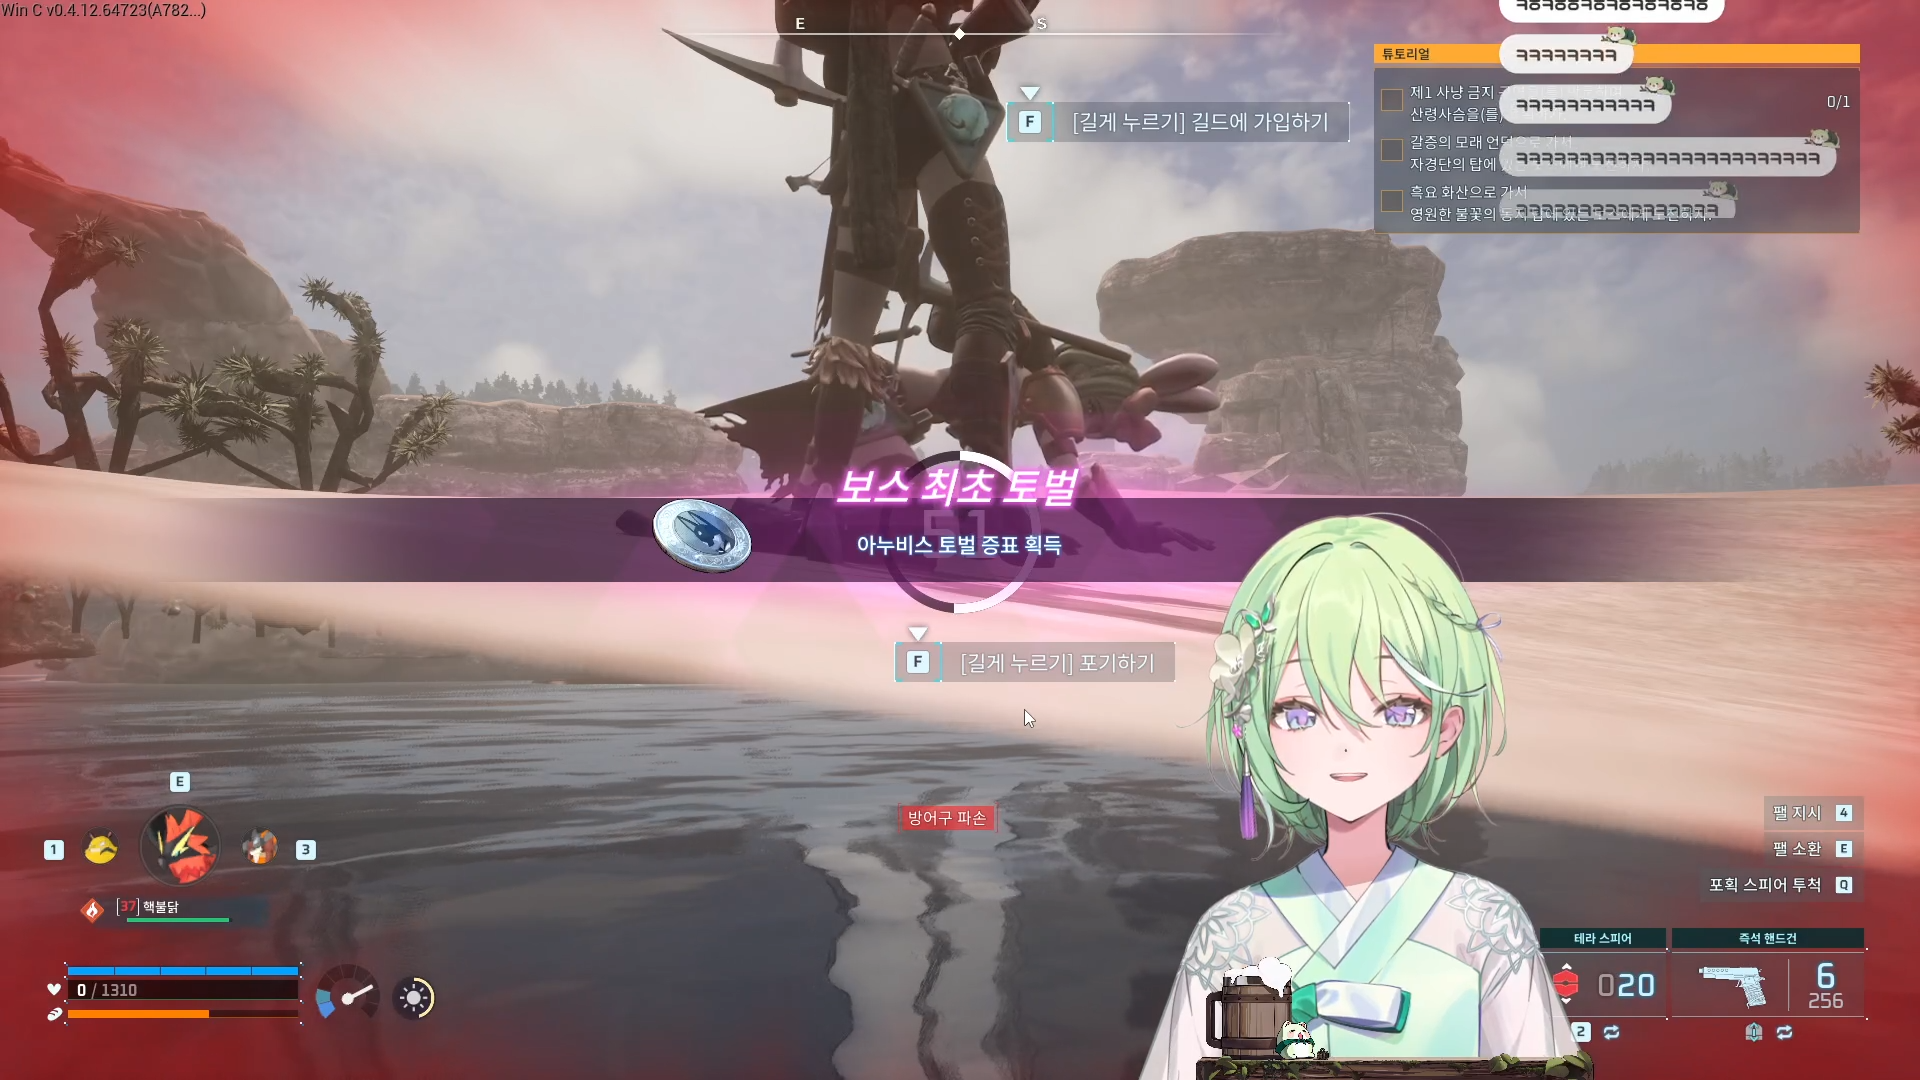 Win C v0.4.12.64723(A782...)
E
S
F
[길게 누르기] 길드에 가입하기
튜토리얼
제1 사냥 금지
산령사슴을(를)
0/1
갈증의 모래 언덕으로 가서
자경단의 탑에
흑요 화산으로 가서
영원한 불꽃의
ㅋㅋㅋㅋㅋㅋㅋㅋ
ㅋㅋㅋㅋㅋㅋㅋㅋㅋㅋㅋ
ㅋㅋㅋㅋㅋㅋㅋㅋㅋㅋㅋㅋㅋㅋㅋㅋㅋㅋㅋㅋㅋㅋㅋㅋ
보스 최초 토벌
51
아누비스 토벌 증표 획득
F
[길게 누르기] 포기하기
방어구 파손
E
1
3
[37] 핵불닭
0 / 1310
팰 지시 4
팰 소환 E
포획 스피어 투척 Q
테라 스피어
즉석 핸드건
020
6
256
2